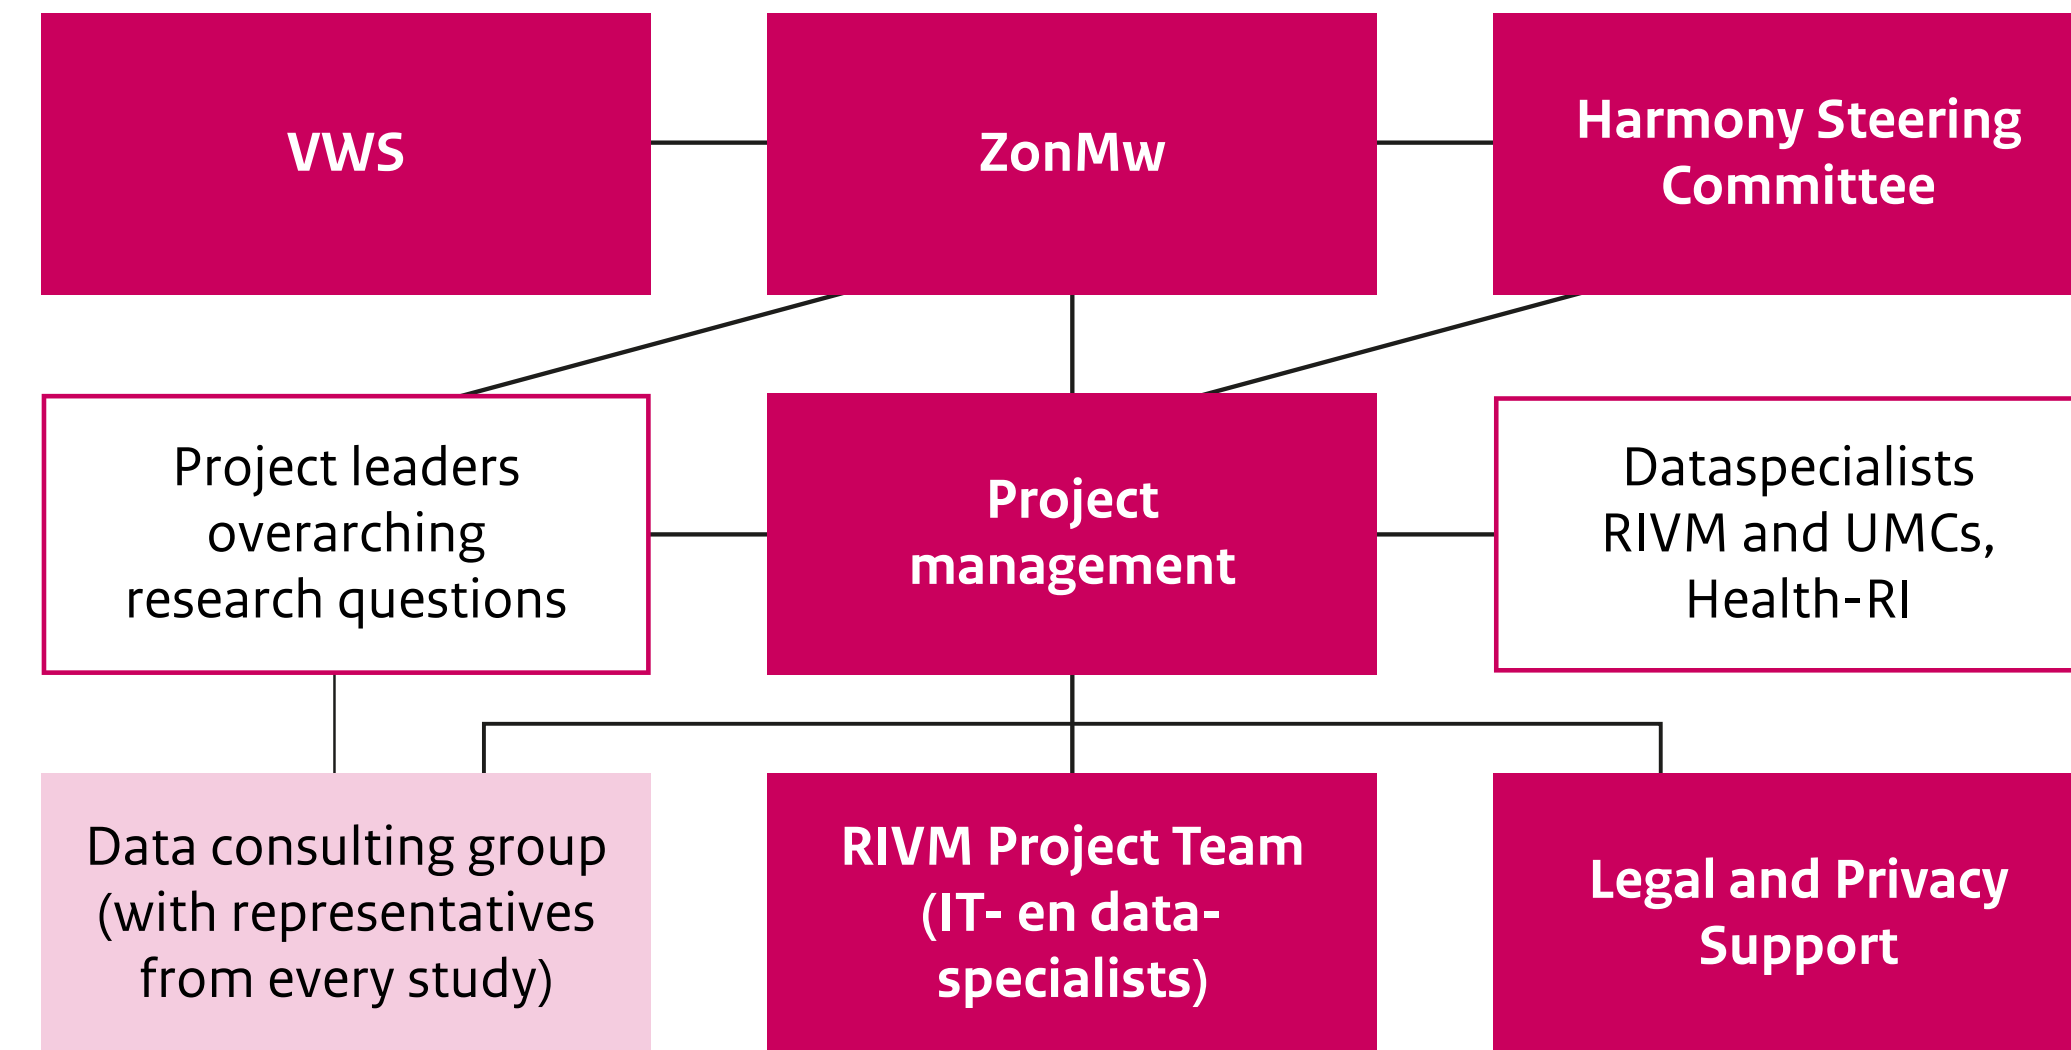 VWS
ZonMw
Harmony Steering
Committee
Project leaders
overarching
research questions
Project
management
Dataspecialists
RIVM and UMCs,
Health-RI
Data consulting group
(with representatives
from every study)
RIVM Project Team
(IT- en data-
specialists)
Legal and Privacy
Support